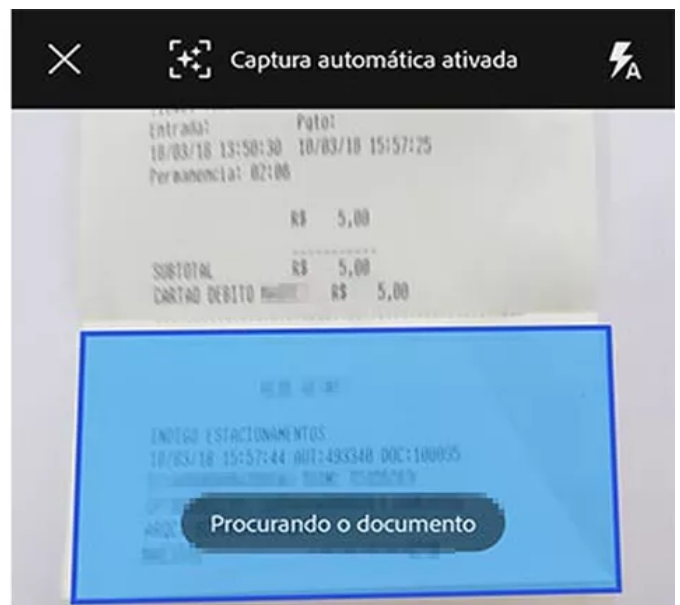 Captura automática ativada
A
Entrada: Pgto:
18/03/18 13:50:30 18/03/18 15:57:25
Permanencia: 02:06
R$ 5,00
SUBTOTAL R$ 5,00
CARTAO DEBITO R$ 5,00
INDIGO ESTACIONAMENTOS
18/03/18 15:57:44 AUT:493348 DOC:100035
Procurando o documento